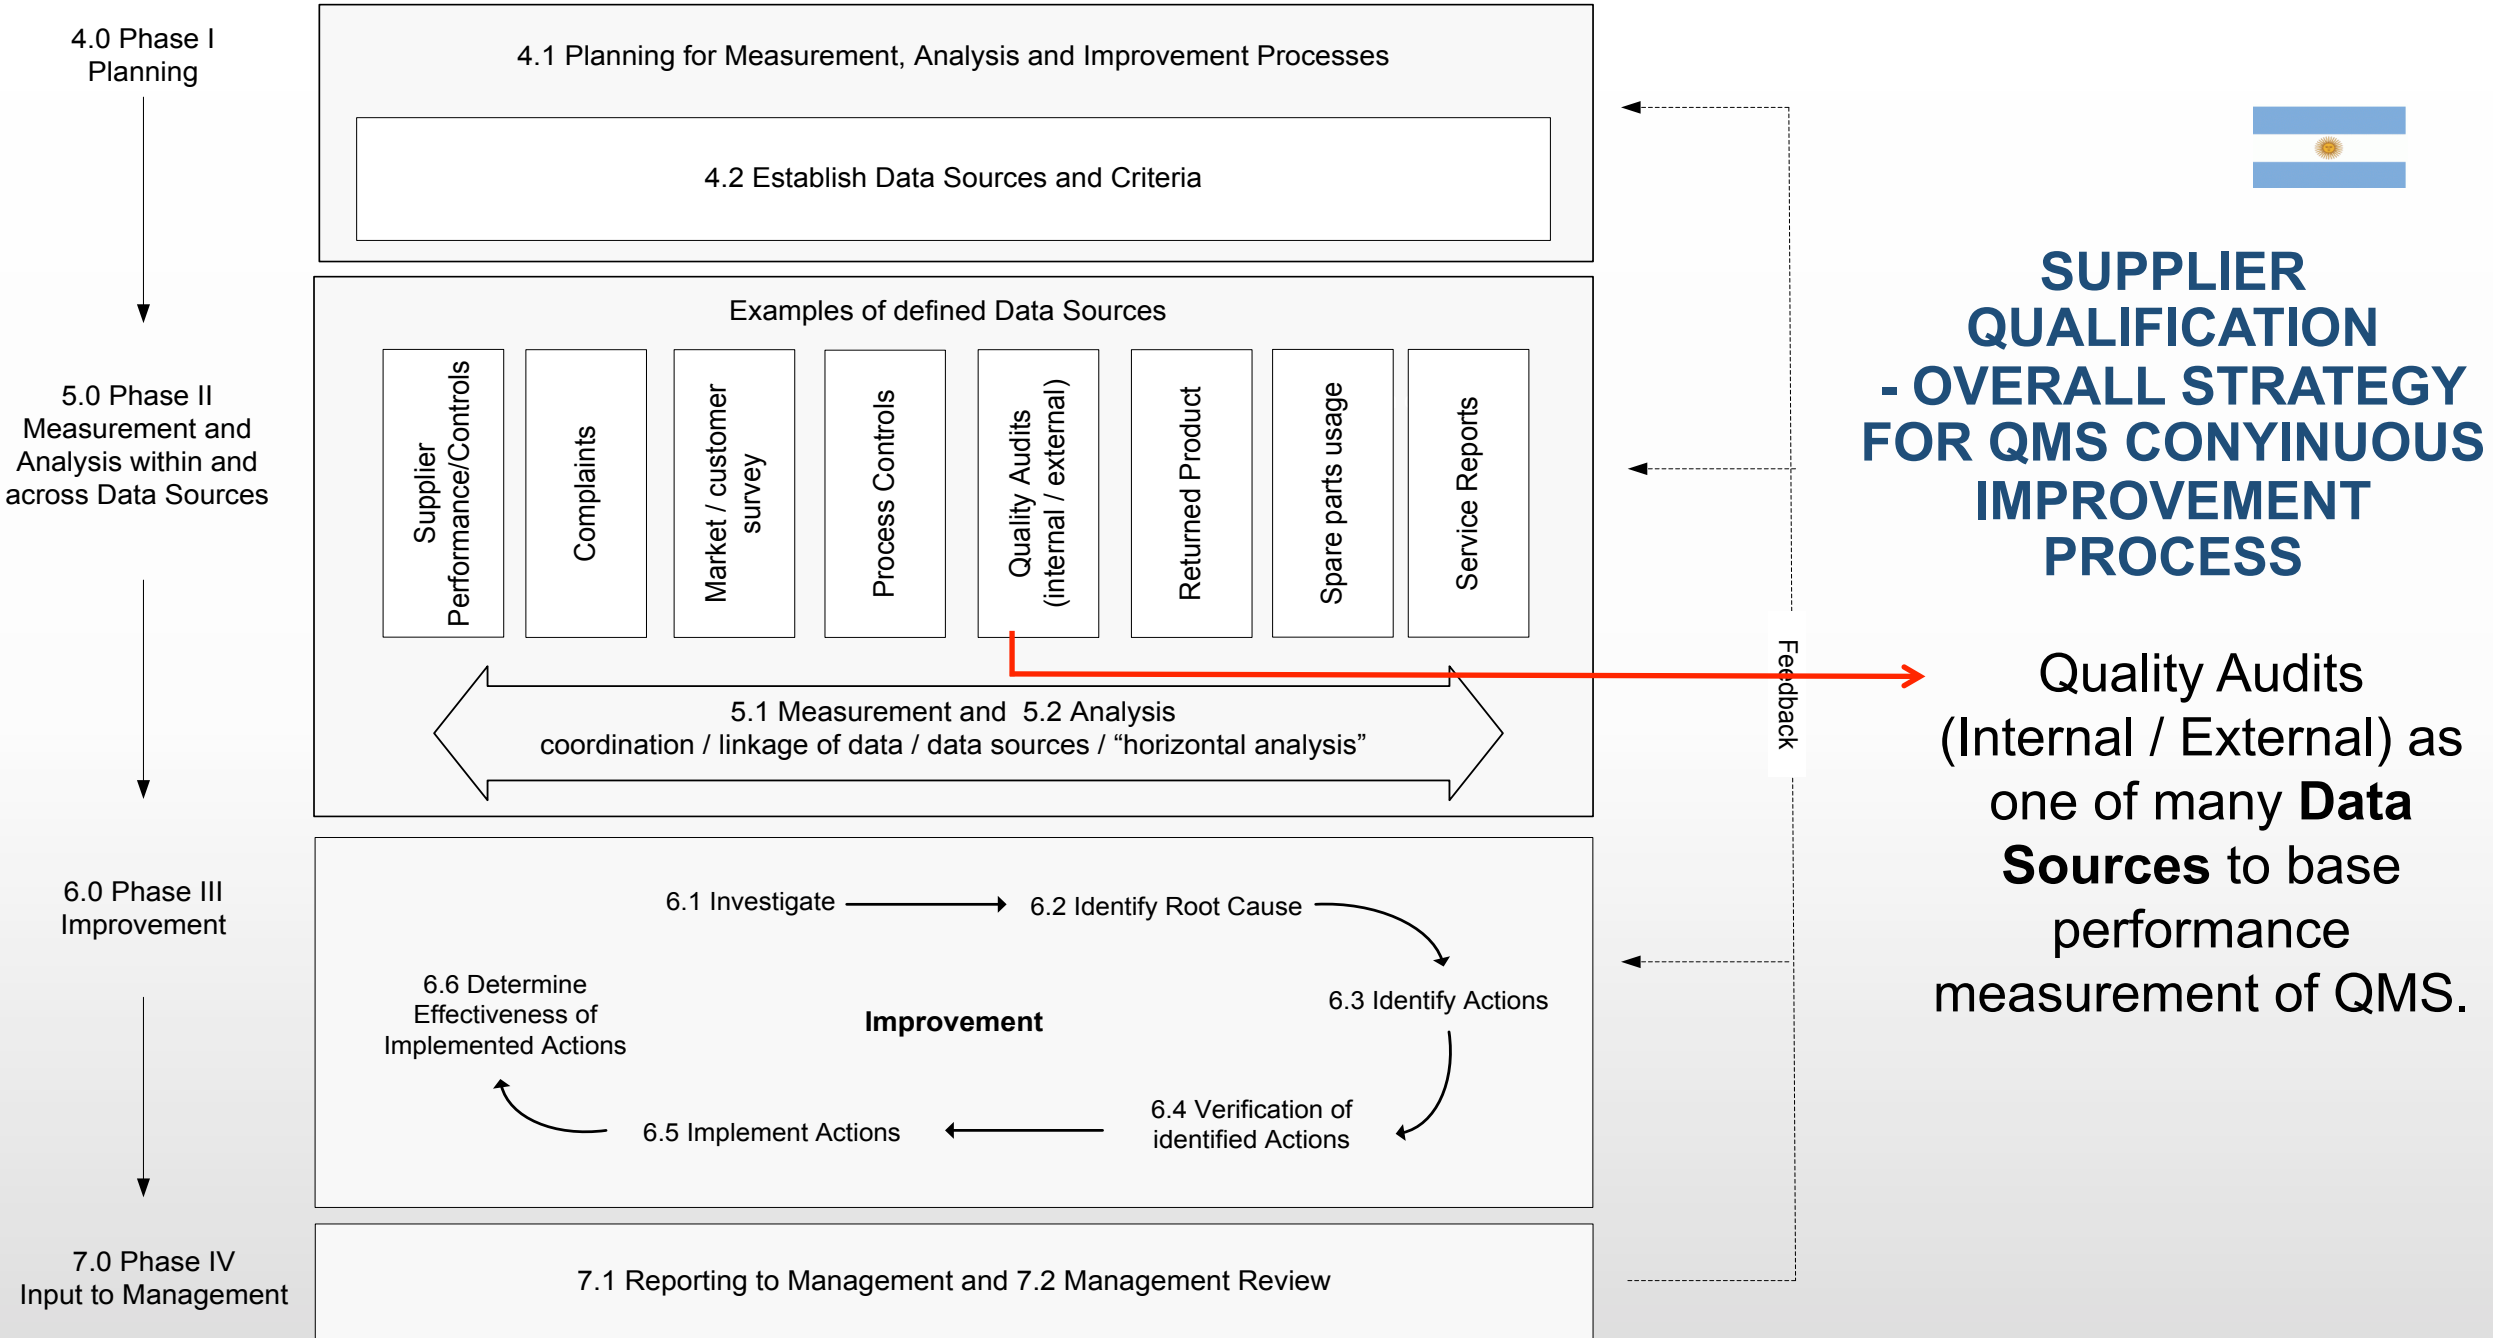 4.0 Phase I
Planning
4.1 Planning for Measurement, Analysis and Improvement Processes
4.2 Establish Data Sources and Criteria
5.0 Phase II
Measurement and
Analysis within and
across Data Sources
Examples of defined Data Sources
Supplier
Performance/Controls
Complaints
Market / customer
survey
Process Controls
Quality Audits
(internal / external)
Returned Product
Spare parts usage
Service Reports
5.1 Measurement and  5.2 Analysis
coordination / linkage of data / data sources / “horizontal analysis”
6.0 Phase III
Improvement
6.1 Investigate
6.2 Identify Root Cause
6.3 Identify Actions
6.4 Verification of
identified Actions
6.5 Implement Actions
6.6 Determine
Effectiveness of
Implemented Actions
Improvement
7.0 Phase IV
Input to Management
7.1 Reporting to Management and 7.2 Management Review
Feedback
SUPPLIER
QUALIFICATION
- OVERALL STRATEGY
FOR QMS CONYINUOUS
IMPROVEMENT
PROCESS
Quality Audits
(Internal / External) as
one of many Data
Sources to base
performance
measurement of QMS.